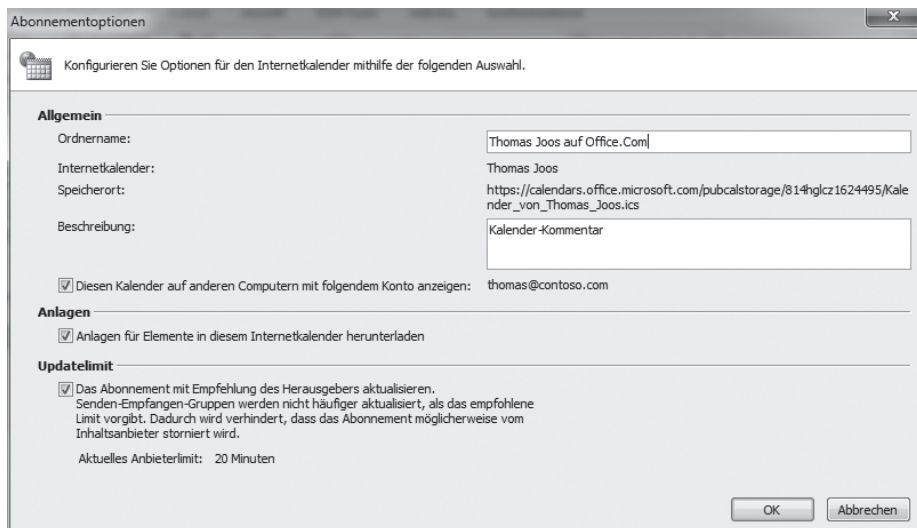 Abonnementoptionen
Konfigurieren Sie Optionen für den Internetkalender mithilfe der folgenden Auswahl.
Allgemein
Ordnername:
Thomas Joos auf Office.Com
Internetkalender:
Thomas Joos
Speicherort:
https://calendars.office.microsoft.com/pubcalstorage/814hglcz1624495/Kale
nder_von_Thomas_Joos.ics
Beschreibung:
Kalender-Kommentar
Diesen Kalender auf anderen Computern mit folgendem Konto anzeigen:
thomas@contoso.com
Anlagen
Anlagen für Elemente in diesem Internetkalender herunterladen
Updatelimit
Das Abonnement mit Empfehlung des Herausgebers aktualisieren.
Senden-Empfangen-Gruppen werden nicht häufiger aktualisiert, als das empfohlene
Limit vorgibt. Dadurch wird verhindert, dass das Abonnement möglicherweise vom
Inhaltsanbieter storniert wird.
Aktuelles Anbieterlimit: 20 Minuten
OK
Abbrechen